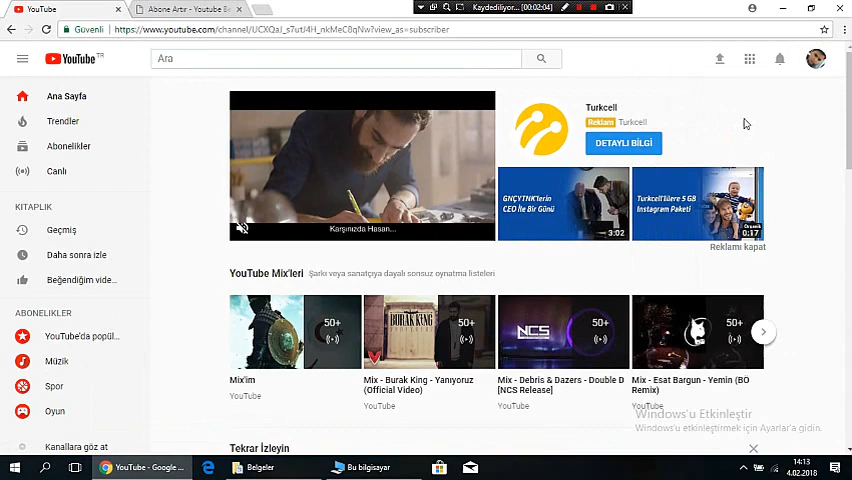 YouTube
Abone Artır - Youtube Be
Kaydediliyor... [00:02:04]
Güvenli
https://www.youtube.com/channel/UCXQaJ_s7utJ4H_nkMeC8qNw?view_as=subscriber
YouTube TR
Ara
Ana Sayfa
Trendler
Abonelikler
Canlı
KİTAPLIK
Geçmiş
Daha sonra izle
Beğendiğim vide...
ABONELİKLER
YouTube'da popül...
Müzik
Spor
Oyun
Kanallara göz at
Karşınızda Hasan...
Turkcell
Reklam Turkcell
DETAYLI BİLGİ
GNÇYTNK'lerin
CEO İle Bir Günü
3:02
Turkcell'lilere 5 GB
Instagram Paketi
0:17
Reklamı kapat
YouTube Mix'leri
Şarkı veya sanatçıya dayalı sonsuz oynatma listeleri
50+
BURAK KING
50+
NCS
50+
50+
Mix'im
YouTube
Mix - Burak King - Yanıyoruz
(Official Video)
YouTube
Mix - Debris & Dazers - Double D
[NCS Release]
YouTube
Mix - Esat Bargun - Yemin (BÖ
Remix)
YouTube
Windows'u Etkinleştir
Windows'u etkinleştirmek için Ayarlar'a gidin.
Tekrar İzleyin
YouTube - Google ...
Belgeler
Bu bilgisayar
14:13
4.02.2018